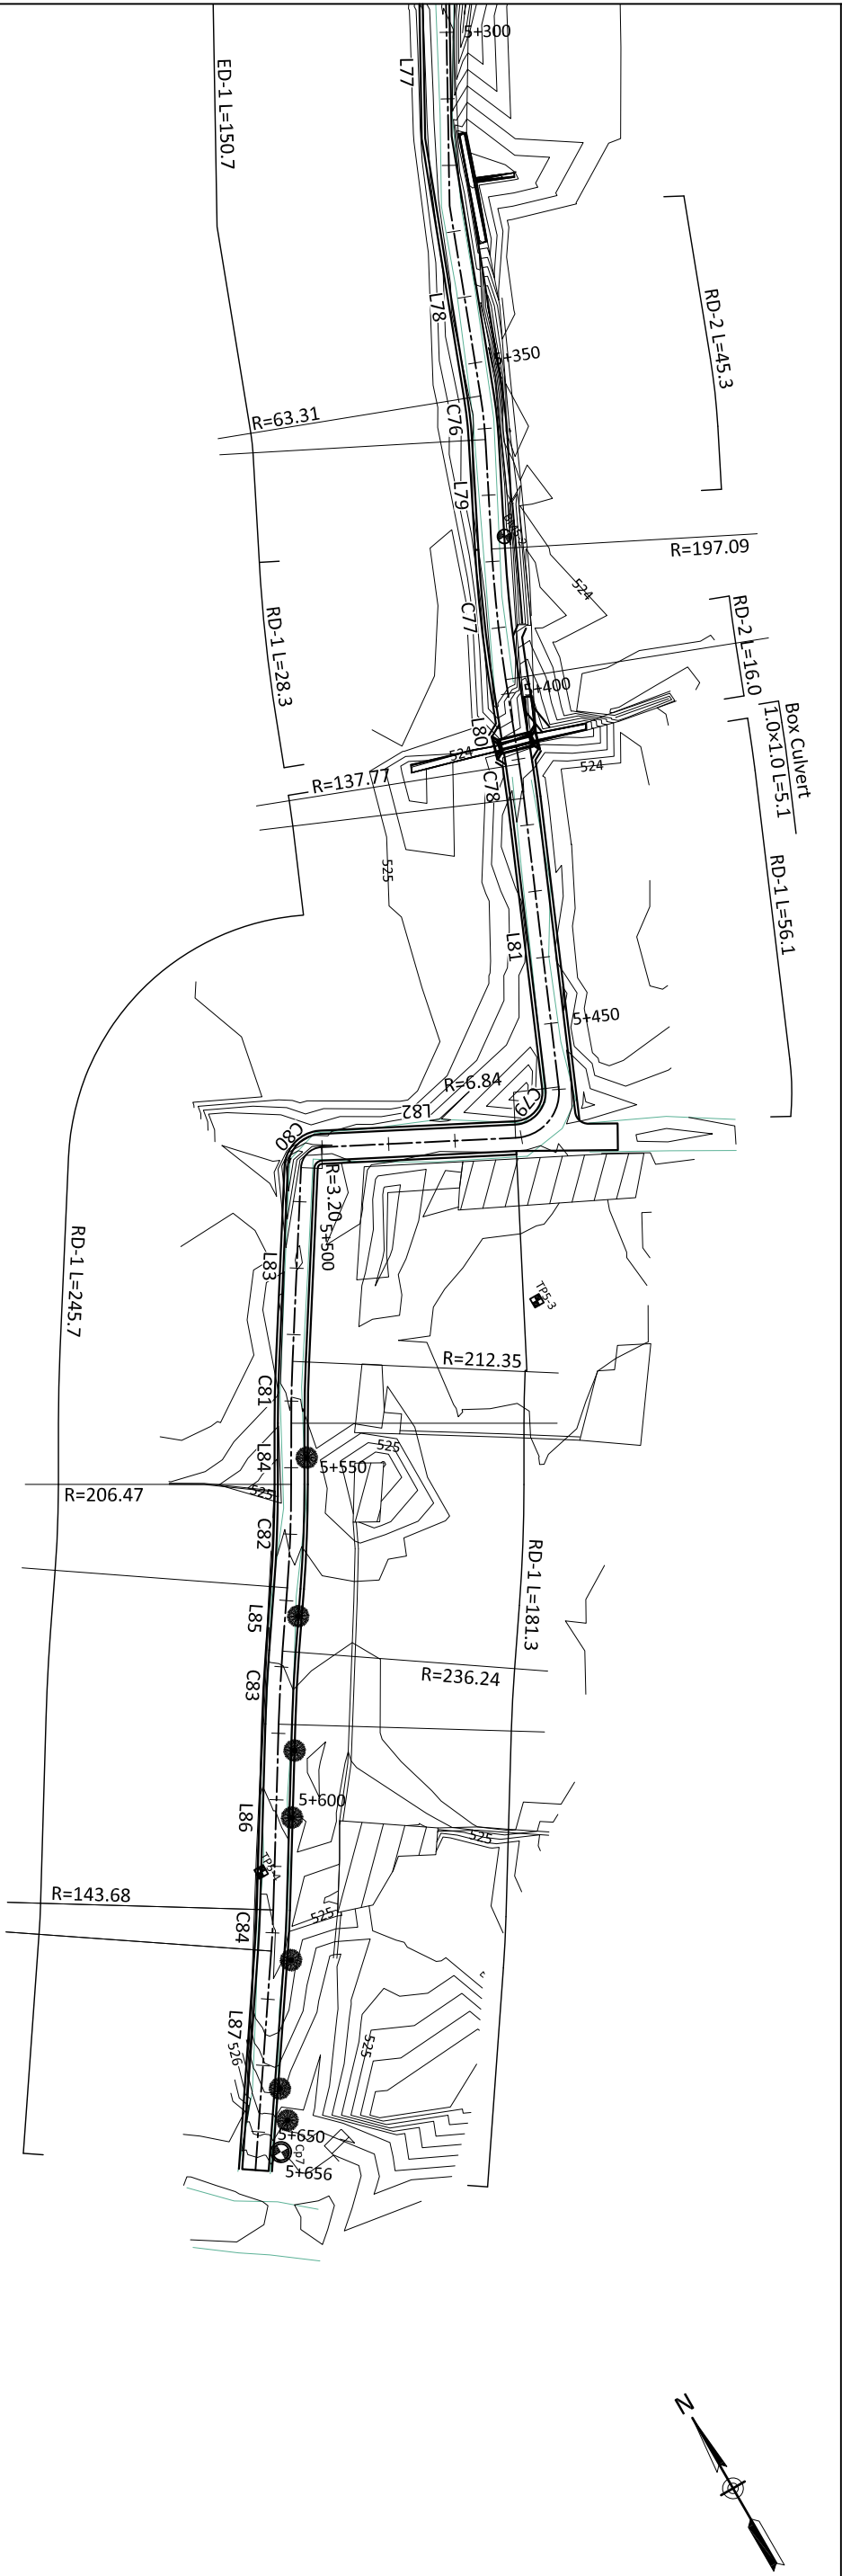 5+300
L77
ED-1 L=150.7
RD-2 L=45.3
L78
5+350
R=63.31
C76
L79
R=197.09
524
RD-2 L=16.0
C77
RD-1 L=28.3
5+400
Box Culvert
1.0×1.0 L=5.1
L80
524
524
R=137.77
C78
525
RD-1 L=56.1
L81
5+450
R=6.84
C79
L82
C80
R=3.20
5+500
RD-1 L=245.7
L83
TP5-3
R=212.35
C81
525
L84
5+550
525
R=206.47
C82
RD-1 L=181.3
L85
R=236.24
C83
5+600
L86
525
TP5-4
R=143.68
525
C84
L87
525
526
5+650
Cp7
5+656
N